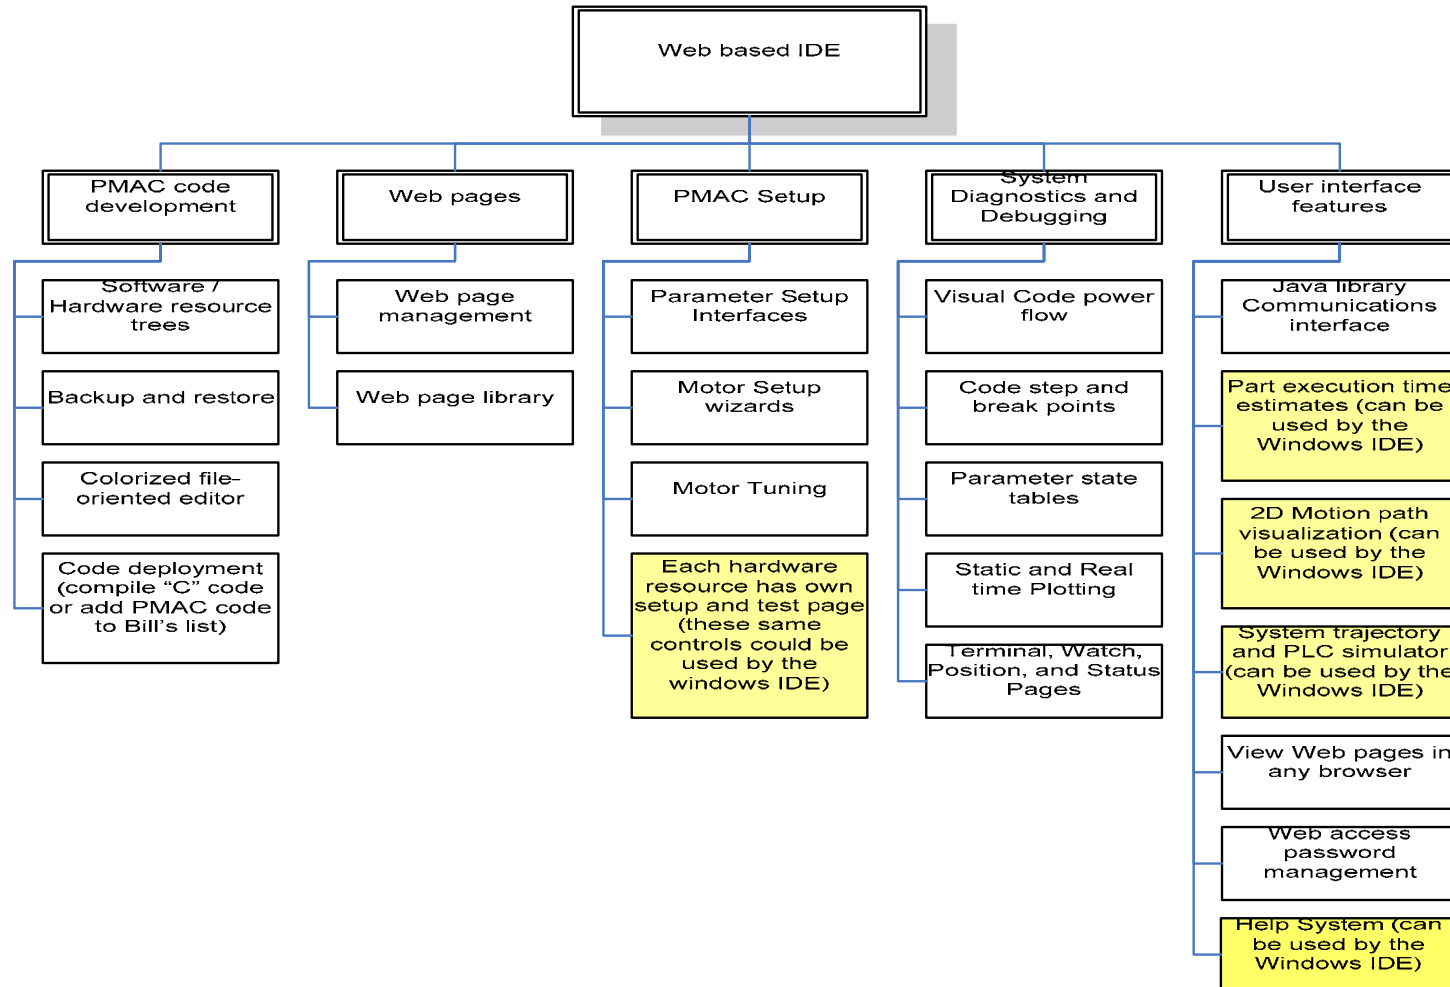 Web based IDE
PMAC code
development
Web pages
PMAC Setup
System
Diagnostics and
Debugging
User interface
features
Software /
Hardware resource
trees
Backup and restore
Colorized file-
oriented editor
Code deployment
(compile “C” code
or add PMAC code
to Bill’s list)
Web page
management
Web page library
Parameter Setup
Interfaces
Motor Setup
wizards
Motor Tuning
Each hardware
resource has own
setup and test page
(these same
controls could be
used by the
windows IDE)
Visual Code power
flow
Code step and
break points
Parameter state
tables
Static and Real
time Plotting
Terminal, Watch,
Position, and Status
Pages
Java library
Communications
interface
Part execution time
estimates (can be
used by the
Windows IDE)
2D Motion path
visualization (can
be used by the
Windows IDE)
System trajectory
and PLC simulator
(can be used by the
Windows IDE)
View Web pages in
any browser
Web access
password
management
Help System (can
be used by the
Windows IDE)